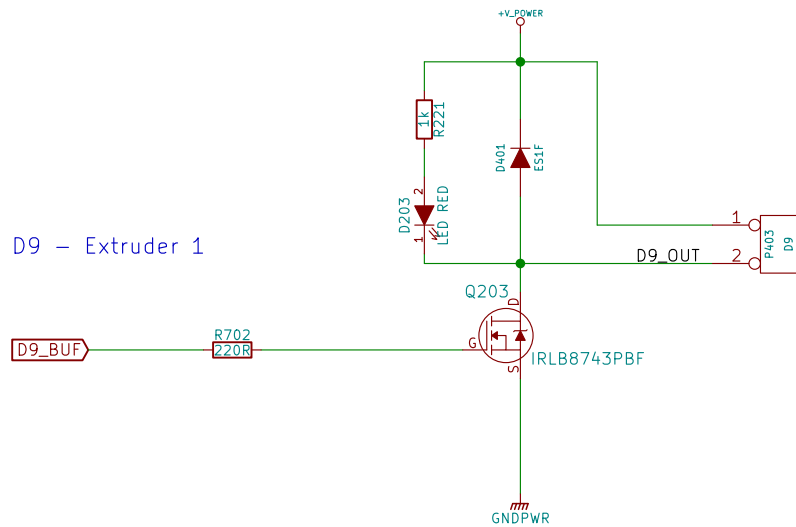 +V_POWER
1k
R221
D401
ES1F
2
D203
LED RED
1
1
2
P403
D9
D9_OUT
D9 - Extruder 1
Q203
D
G
S
IRLB8743PBF
R702
220R
D9_BUF
GNDPWR